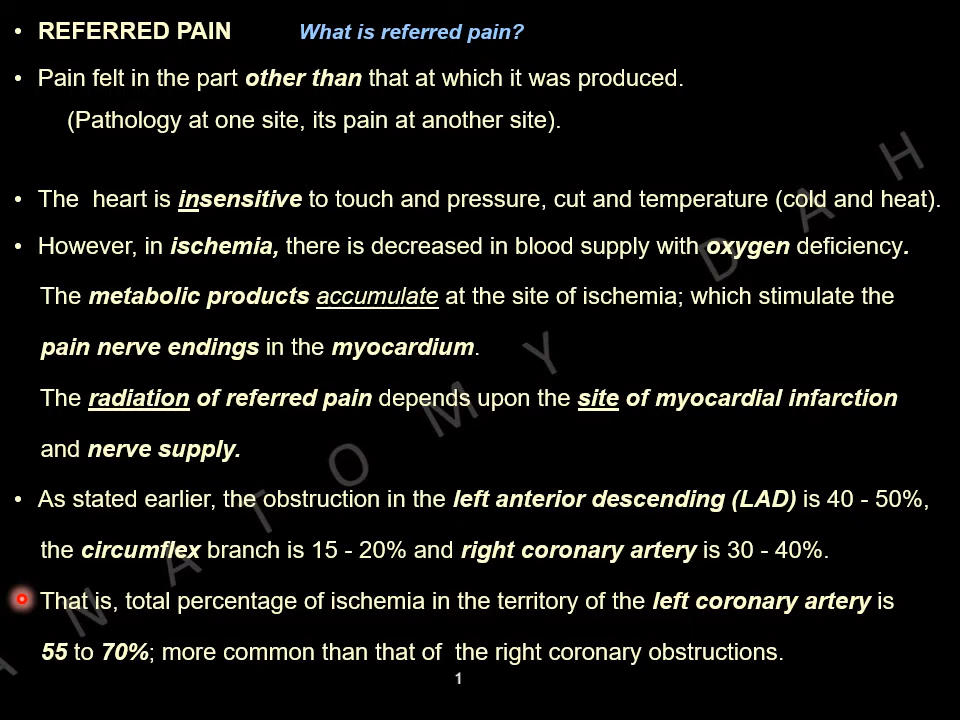 • REFERRED PAIN What is referred pain?
• Pain felt in the part other than that at which it was produced.
(Pathology at one site, its pain at another site).
• The heart is insensitive to touch and pressure, cut and temperature (cold and heat).
• However, in ischemia, there is decreased in blood supply with oxygen deficiency.
The metabolic products accumulate at the site of ischemia; which stimulate the
pain nerve endings in the myocardium.
The radiation of referred pain depends upon the site of myocardial infarction
and nerve supply.
• As stated earlier, the obstruction in the left anterior descending (LAD) is 40 - 50%,
the circumflex branch is 15 - 20% and right coronary artery is 30 - 40%.
• That is, total percentage of ischemia in the territory of the left coronary artery is
55 to 70%; more common than that of the right coronary obstructions.
1
ANATOMY DAH